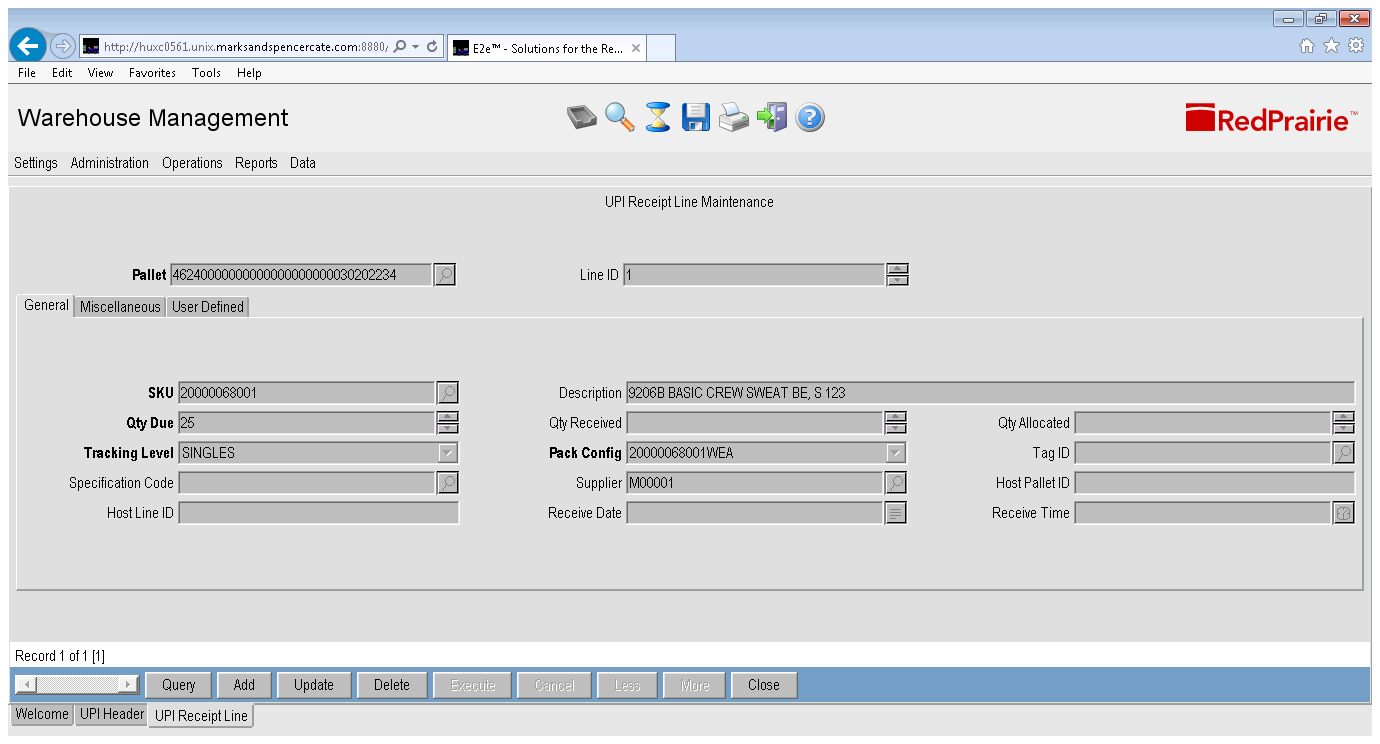 http://huxc0561.unix.marksandspencercate.com:8880/
E2e™ - Solutions for the Re...
File Edit View Favorites Tools Help
Warehouse Management
RedPrairie™
Settings Administration Operations Reports Data
UPI Receipt Line Maintenance
Pallet Line ID 1
General Miscellaneous User Defined
SKU 20000068001 Description 9206B BASIC CREW SWEAT BE, S 123
Qty Due 25 Qty Received Qty Allocated
Tracking Level SINGLES Pack Config 20000068001WEA Tag ID
Specification Code Supplier M00001 Host Pallet ID
Host Line ID Receive Date Receive Time
Record 1 of 1 [1]
Query Add Update Delete Execute Cancel Less More Close
Welcome UPI Header UPI Receipt Line